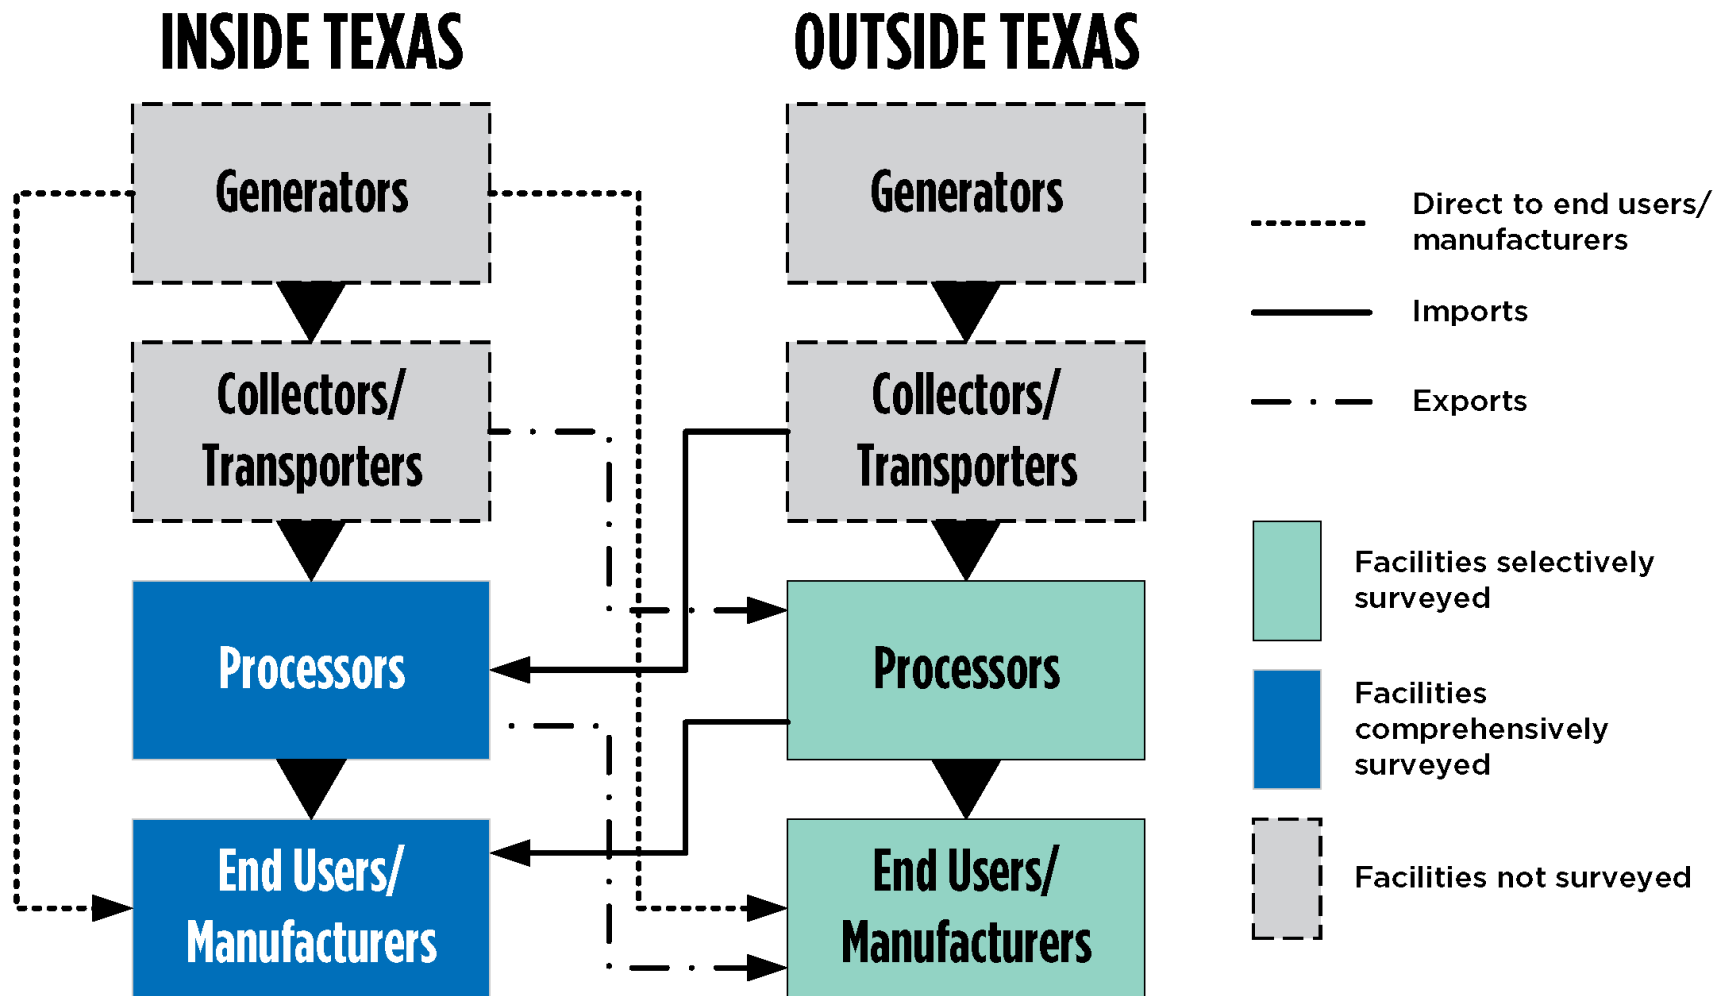 INSIDE TEXAS
OUTSIDE TEXAS
Generators
Generators
Collectors/
Transporters
Collectors/
Transporters
Processors
Processors
End Users/
Manufacturers
End Users/
Manufacturers
Direct to end users/
manufacturers
Imports
Exports
Facilities selectively
surveyed
Facilities
comprehensively
surveyed
Facilities not surveyed